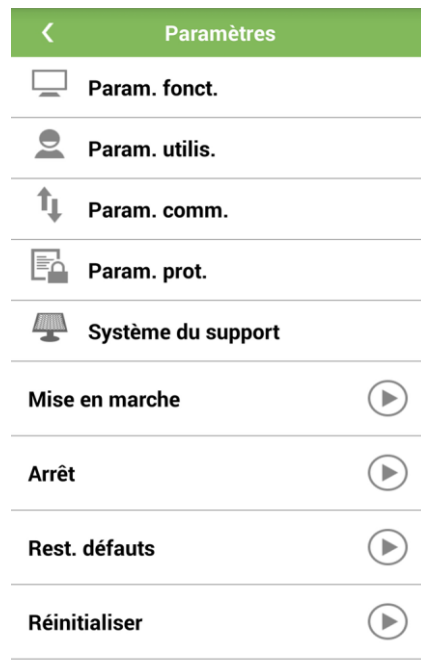 Paramètres
Param. fonct.
Param. utilis.
Param. comm.
Param. prot.
Système du support
Mise en marche
Arrêt
Rest. défauts
Réinitialiser